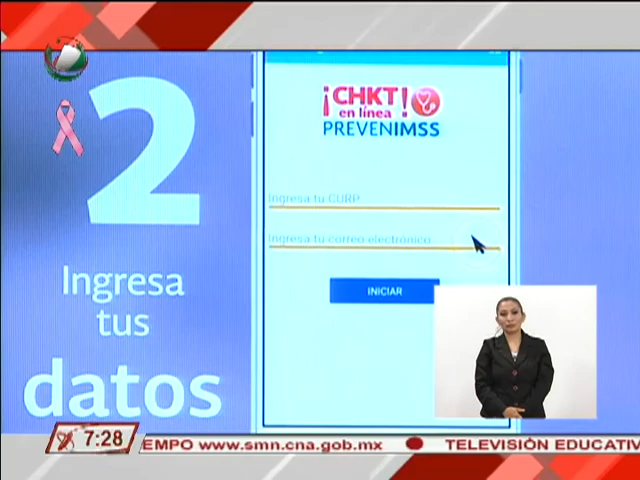 2
Ingresa
tus
datos
¡CHKT!
en línea
PREVENIMSS
Ingresa tu CURP
Ingresa tu correo electrónico
INICIAR
7:28
EMPO www.smn.cna.gob.mx
TELEVISIÓN EDUCATIV